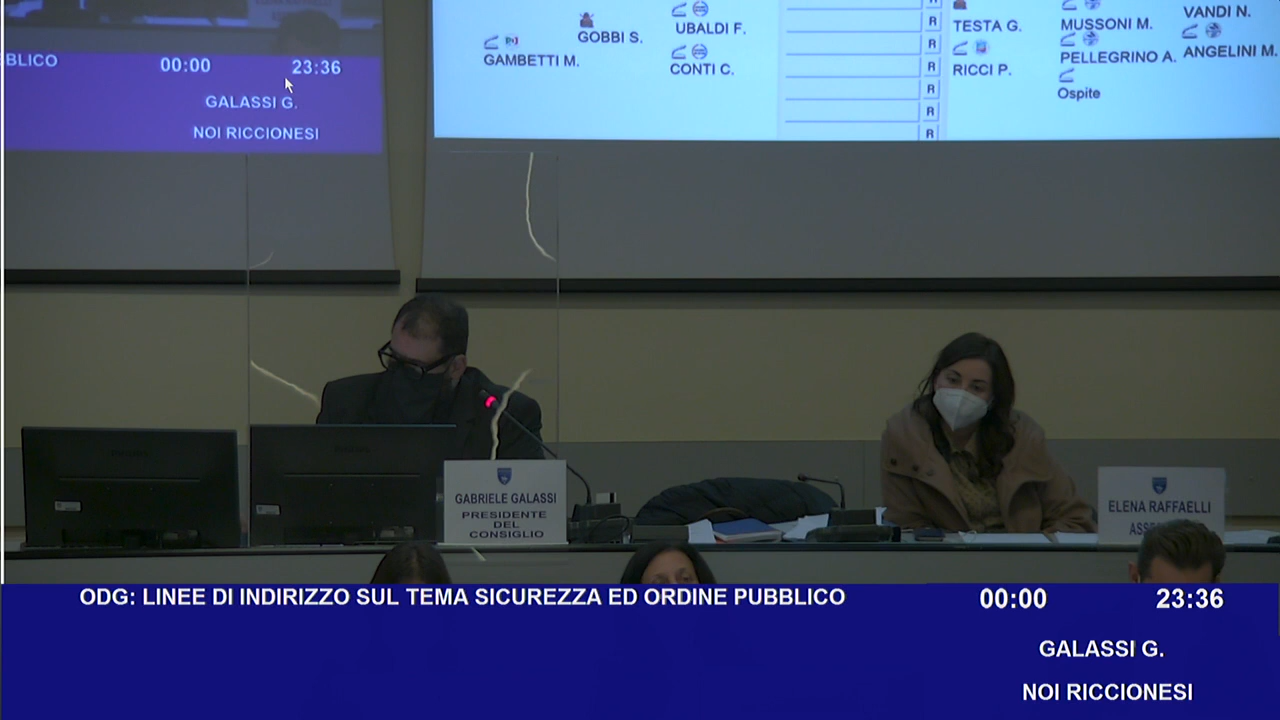 BLICO
00:00
23:36
GALASSI G.
NOI RICCIONESI
GAMBETTI M.
GOBBI S.
UBALDI F.
CONTI C.
R
R
R
R
R
R
TESTA G.
RICCI P.
MUSSONI M.
PELLEGRINO A.
Ospite
VANDI N.
ANGELINI M.
GABRIELE GALASSI
PRESIDENTE
DEL
CONSIGLIO
ELENA RAFFAELLI
ASSE
ODG: LINEE DI INDIRIZZO SUL TEMA SICUREZZA ED ORDINE PUBBLICO
00:00
23:36
GALASSI G.
NOI RICCIONESI